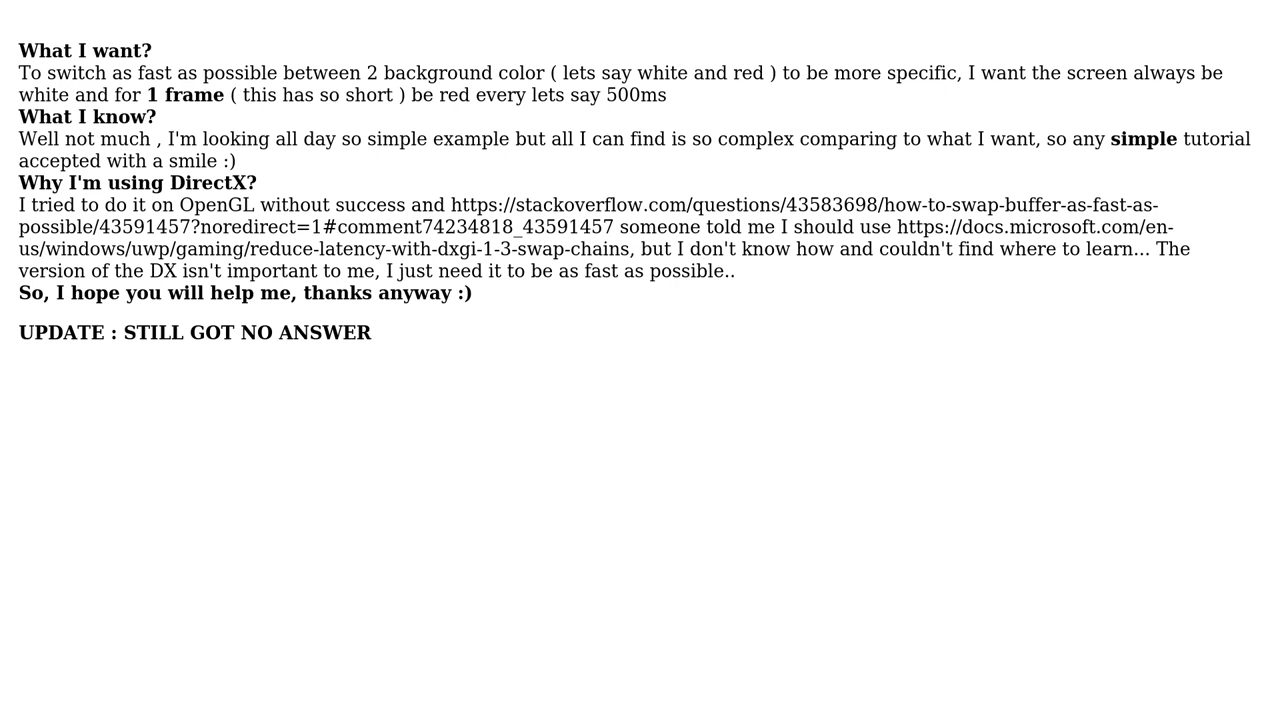 What I want?
To switch as fast as possible between 2 background color ( lets say white and red ) to be more specific, I want the screen always be
white and for 1 frame ( this has so short ) be red every lets say 500ms
What I know?
Well not much , I'm looking all day so simple example but all I can find is so complex comparing to what I want, so any simple tutorial
accepted with a smile :)
Why I'm using DirectX?
I tried to do it on OpenGL without success and https://stackoverflow.com/questions/43583698/how-to-swap-buffer-as-fast-as-
possible/43591457?noredirect=1#comment74234818_43591457 someone told me I should use https://docs.microsoft.com/en-
us/windows/uwp/gaming/reduce-latency-with-dxgi-1-3-swap-chains, but I don't know how and couldn't find where to learn... The
version of the DX isn't important to me, I just need it to be as fast as possible..
So, I hope you will help me, thanks anyway :)
UPDATE : STILL GOT NO ANSWER